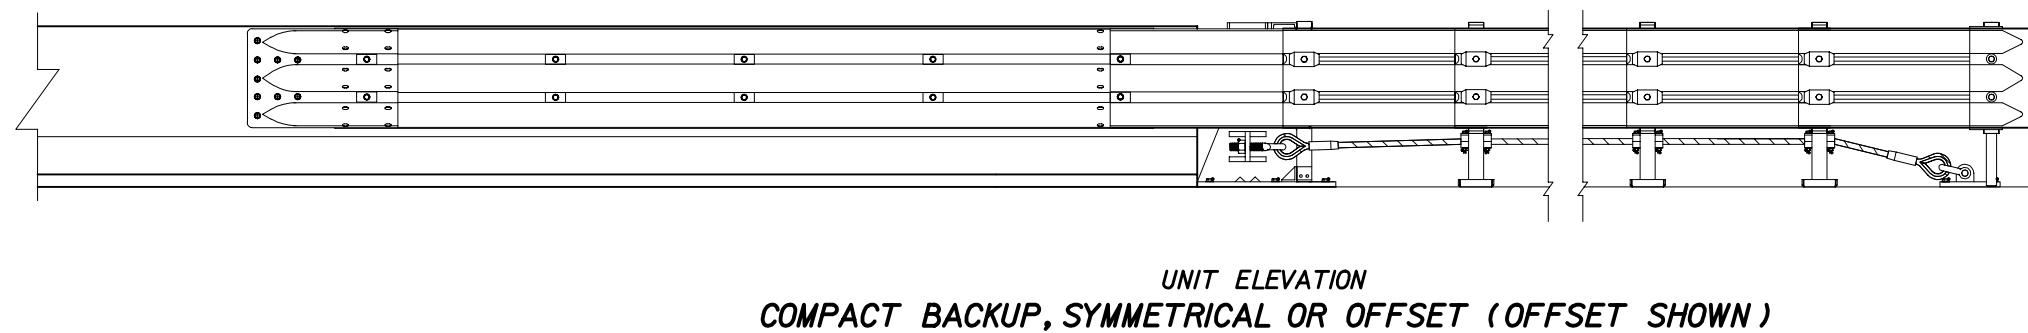 UNIT ELEVATION
COMPACT BACKUP, SYMMETRICAL OR OFFSET (OFFSET SHOWN)